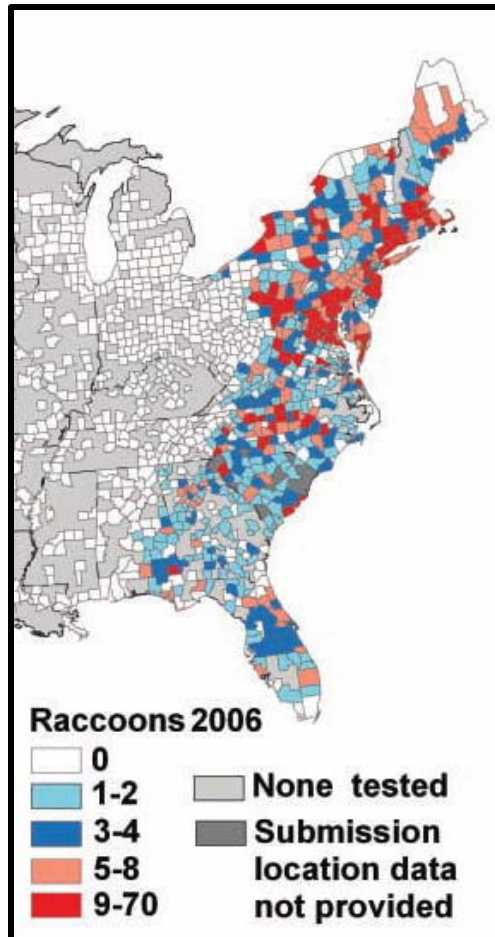 Raccoons 2006
0
1-2
3-4
5-8
9-70
None tested
Submission
location data
not provided